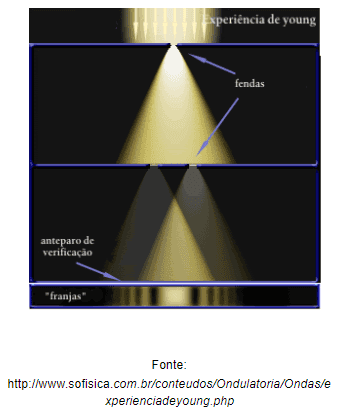 Experiência de young
fendas
anteparo de
verificação
"franjas"
Fonte:
http://www.sofisica.com.br/conteudos/Ondulatoria/Ondas/e
xperienciadeyoung.php